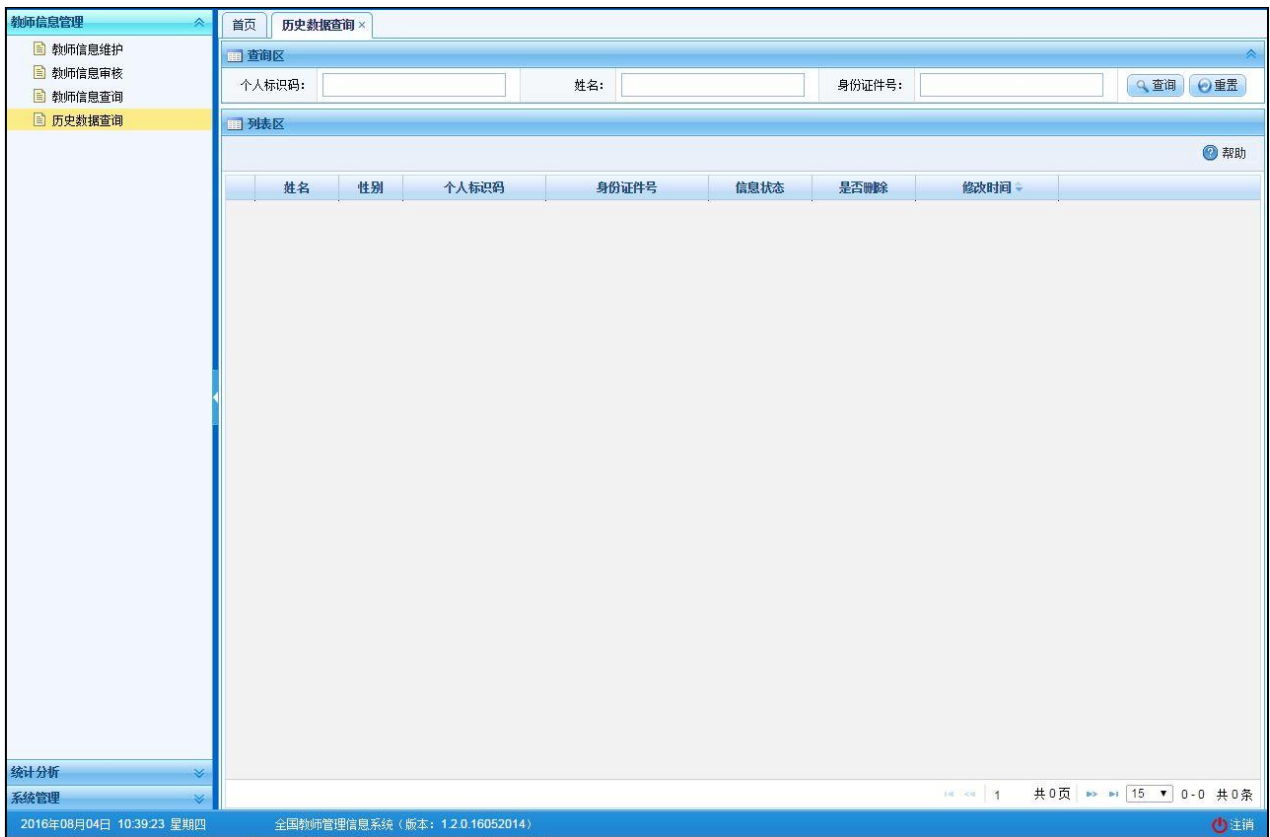 教师信息管理
教师信息维护
教师信息审核
教师信息查询
历史数据查询
统计分析
系统管理
首页 历史数据查询 ×
查询区
个人标识码： 姓名： 身份证件号： 查询 重置
列表区
帮助
姓名 性别 个人标识码 身份证件号 信息状态 是否删除 修改时间
1 共0页 15 0-0 共0条
2016年08月04日 10:39:23 星期四 全国教师管理信息系统（版本：1.2.0.16052014） 注销